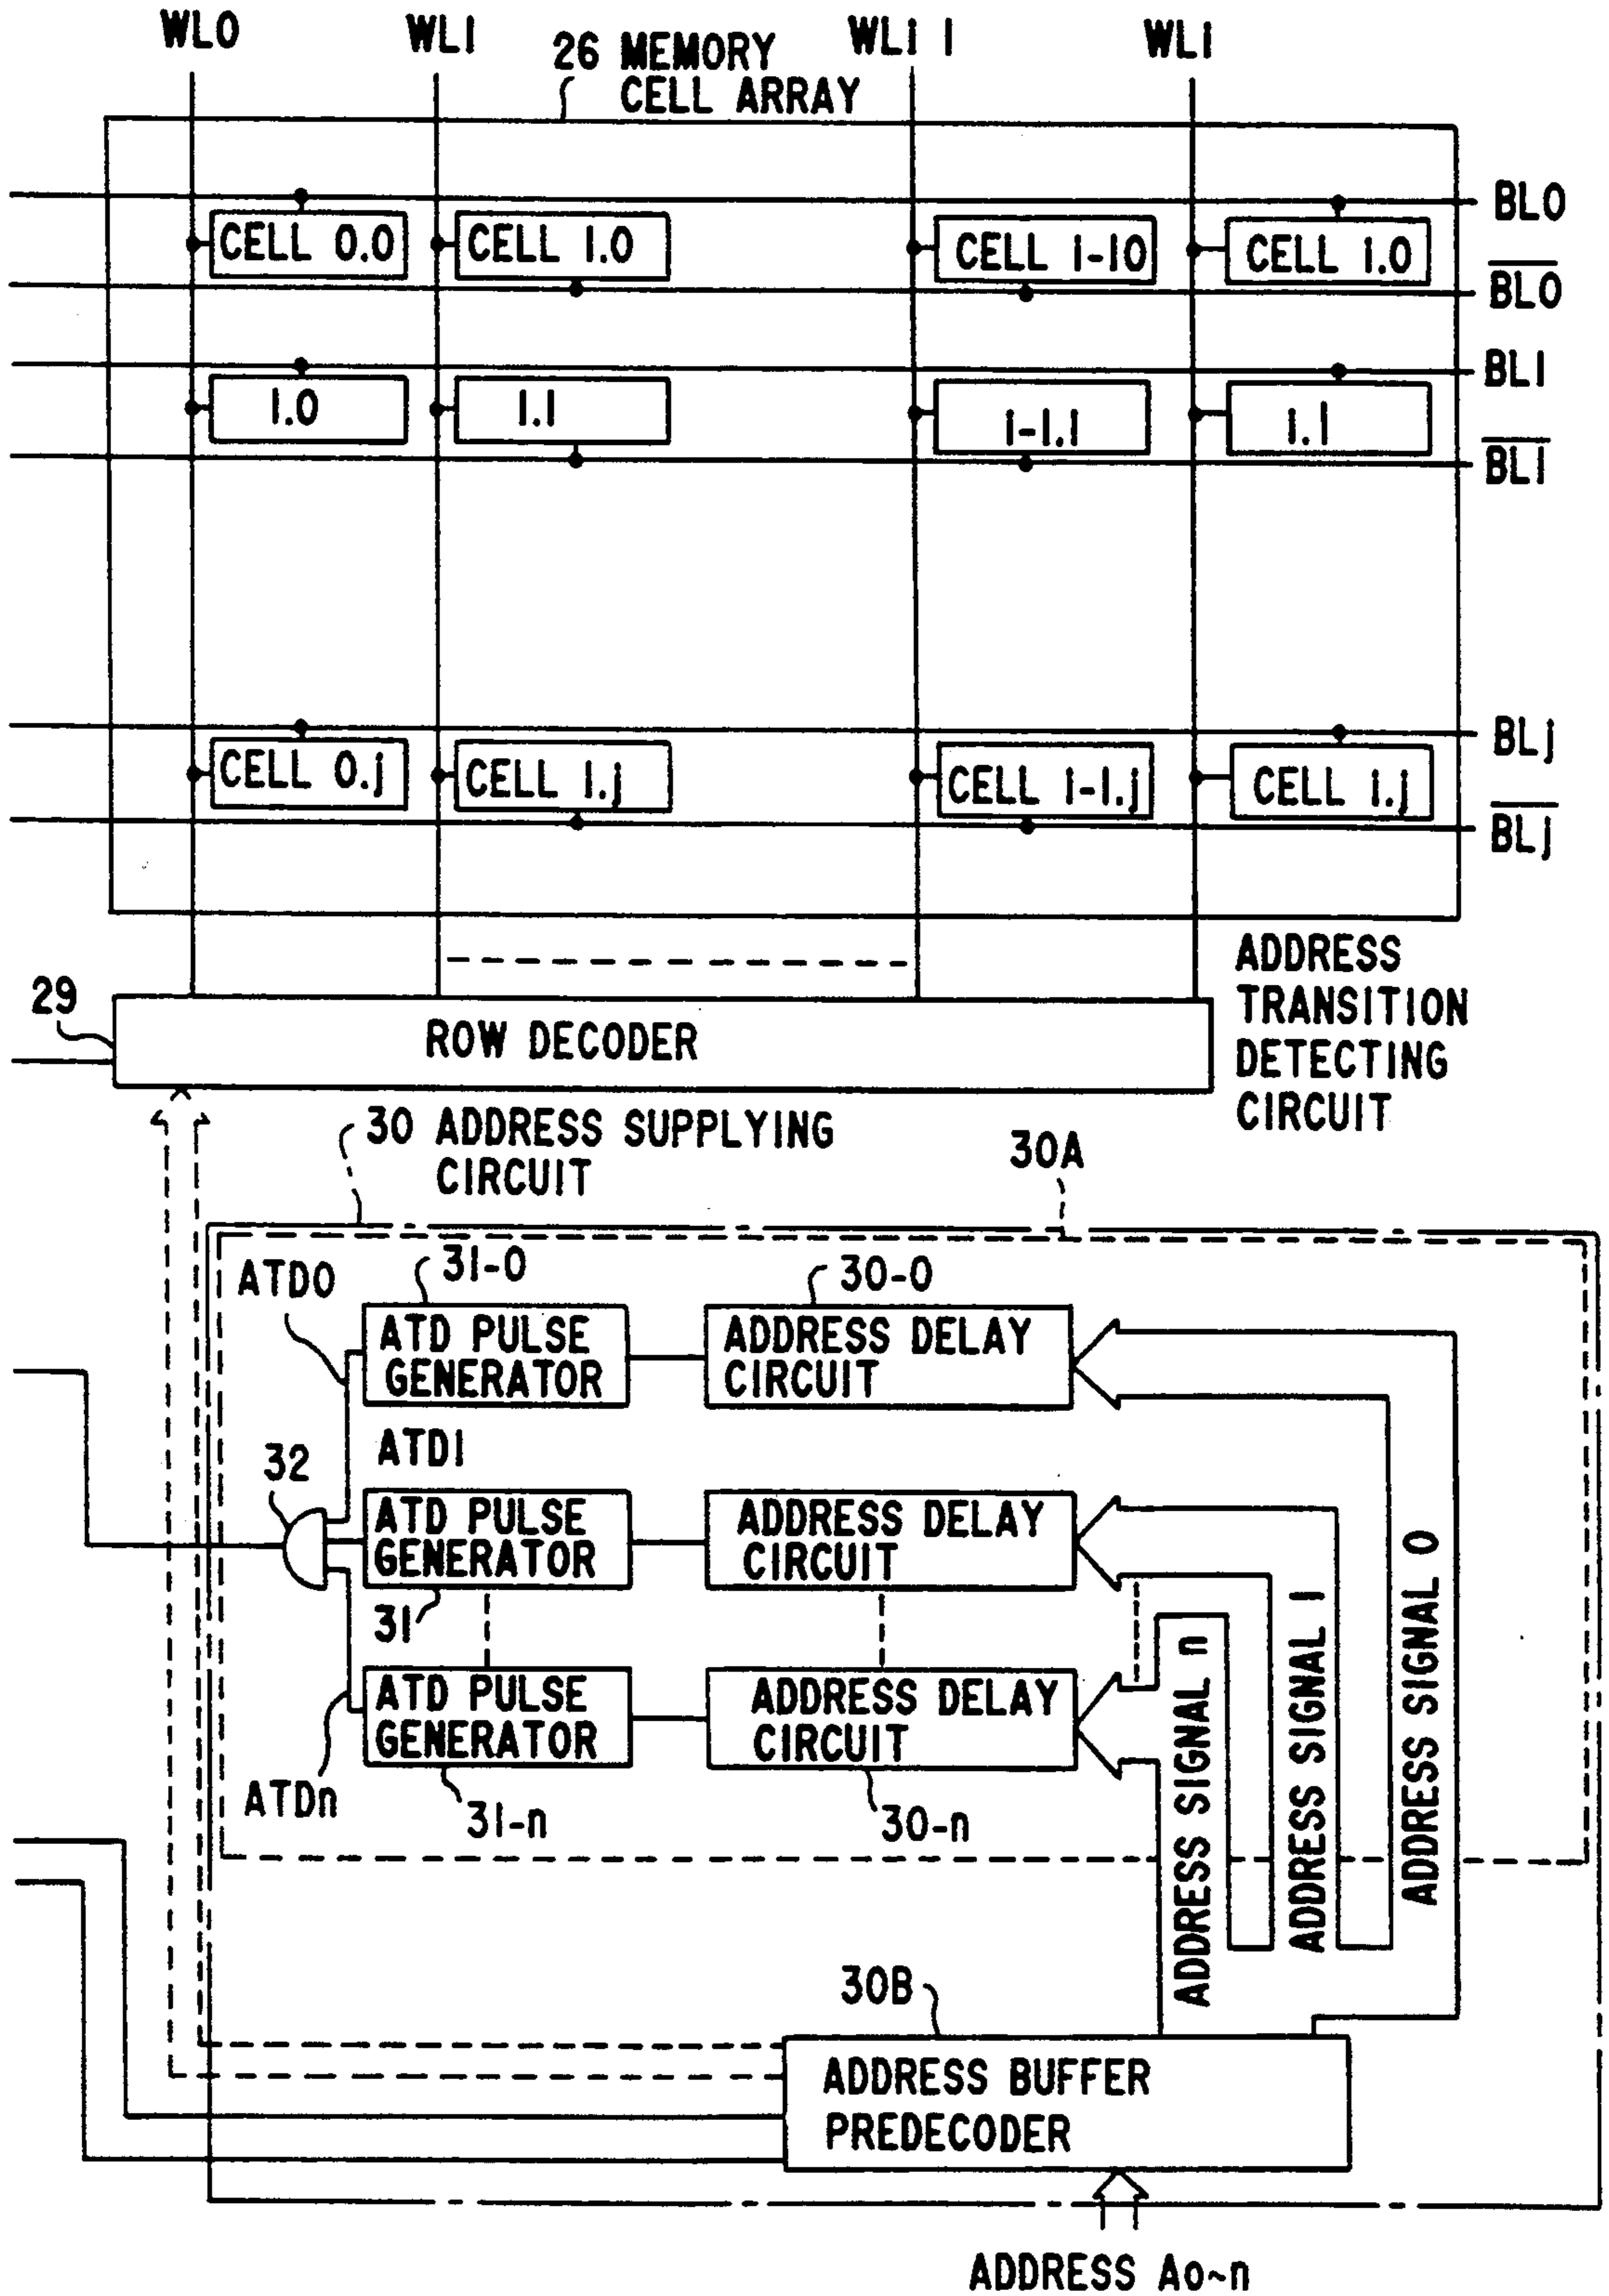 WL0
WL1
WLi 1
WLi
26 MEMORY
CELL ARRAY
BL0
CELL 0.0
CELL 1.0
CELL i-10
CELL i.0
B̅L̅0̅
BL1
1.0
1.1
i-1.i
i.1
B̅L̅1̅
BLj
CELL 0.j
CELL 1.j
CELL i-1.j
CELL i.j
B̅L̅j̅
29
ROW DECODER
ADDRESS
TRANSITION
DETECTING
CIRCUIT
30 ADDRESS SUPPLYING
CIRCUIT
30A
ATD0
31-0
30-0
ATD PULSE
GENERATOR
ADDRESS DELAY
CIRCUIT
ATD1
32
ATD PULSE
GENERATOR
ADDRESS DELAY
CIRCUIT
31
ATD PULSE
GENERATOR
ADDRESS DELAY
CIRCUIT
ATDn
31-n
30-n
ADDRESS SIGNAL n
ADDRESS SIGNAL 1
ADDRESS SIGNAL 0
30B
ADDRESS BUFFER
PREDECODER
ADDRESS Ao~n